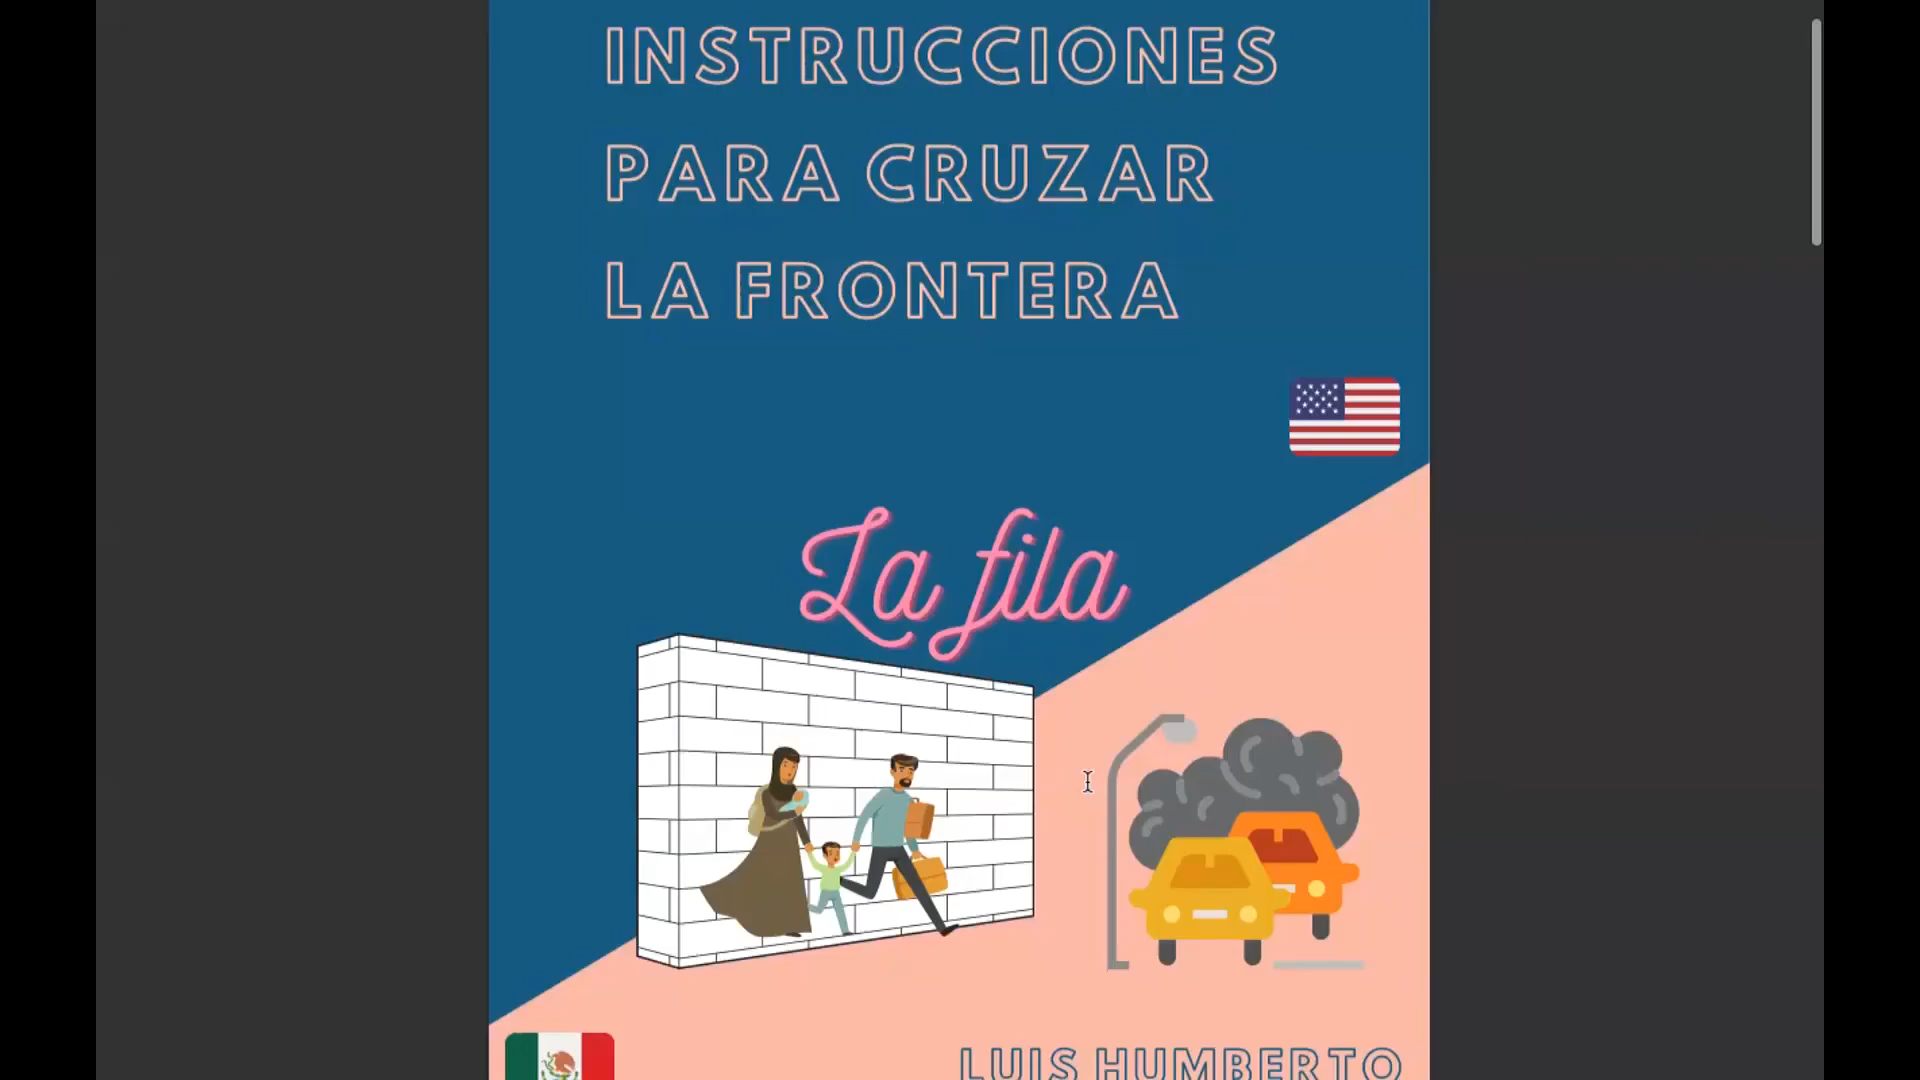 INSTRUCCIONES
PARA CRUZAR
LA FRONTERA
La fila
LUIS HUMBERTO